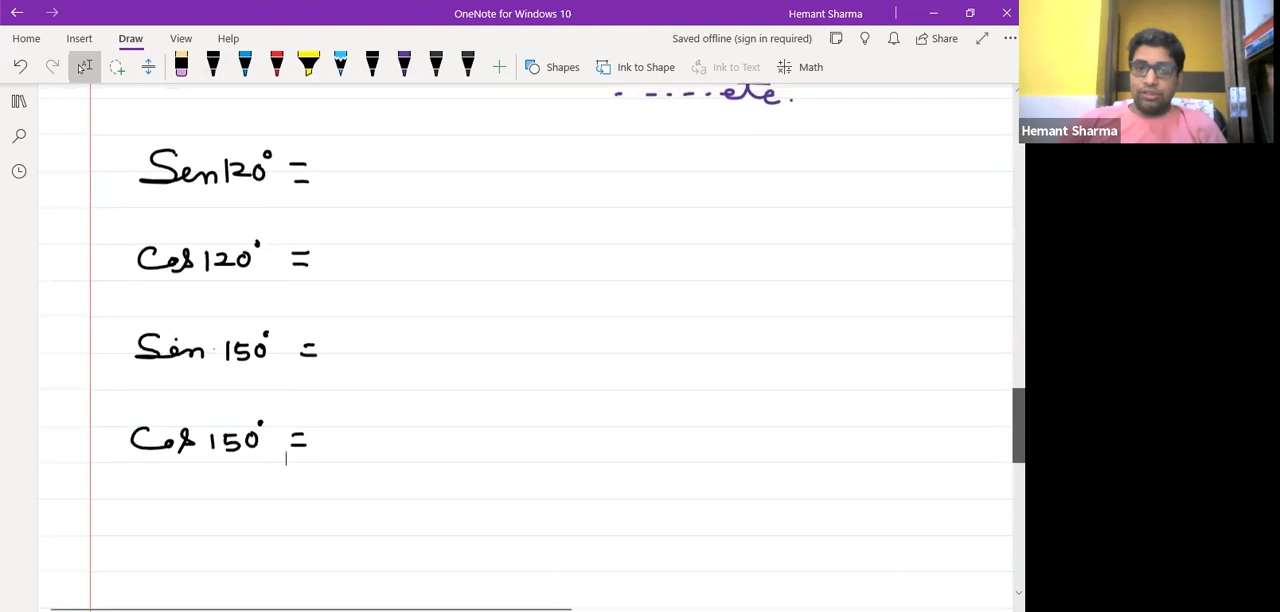 OneNote for Windows 10
Hemant Sharma
Home Insert Draw View Help
Saved offline (sign in required)
Share
Shapes
Ink to Shape
Ink to Text
Math
Hemant Sharma
- - - - - etc.
Sin 120° =
Cos 120° =
Sin 150° =
Cos 150° =